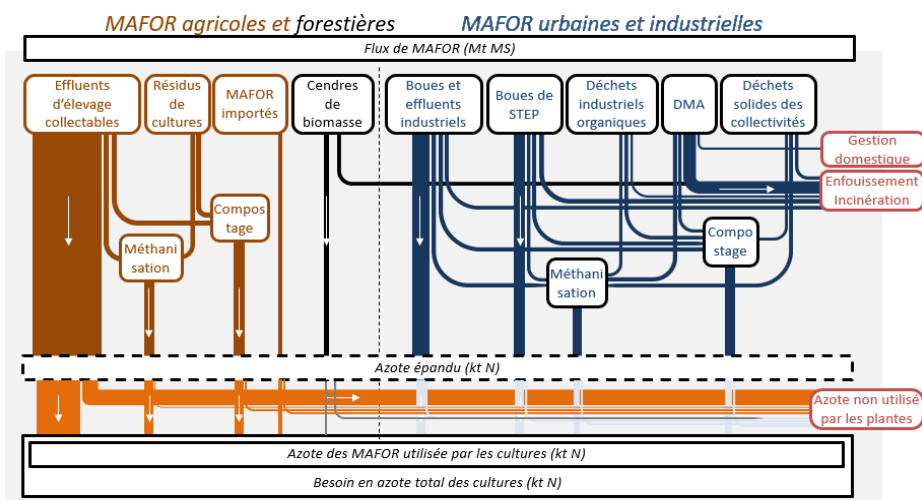 MAFOR agricoles et forestières
MAFOR urbaines et industrielles
Flux de MAFOR (Mt MS)
Effluents
d'élevage
collectables
Résidus
de
cultures
MAFOR
importés
Cendres
de
biomasse
Boues et
effluents
industriels
Boues de
STEP
Déchets
industriels
organiques
DMA
Déchets
solides des
collectivités
Gestion
domestique
Enfouissement
Incinération
Compos
tage
Méthani
sation
Compo
stage
Méthani
sation
Azote épandu (kt N)
Azote non utilisé
par les plantes
Azote des MAFOR utilisée par les cultures (kt N)
Besoin en azote total des cultures (kt N)